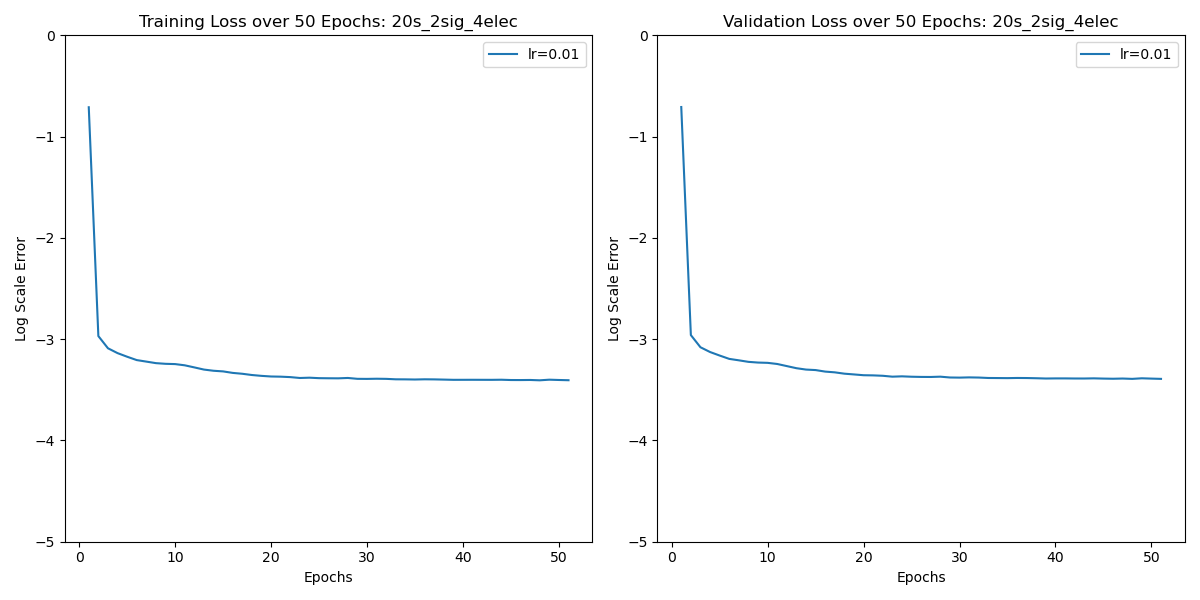 Training Loss over 50 Epochs: 20s_2sig_4elec
lr=0.01
Log Scale Error
0
−1
−2
−3
−4
−5
0 10 20 30 40 50
Epochs
Validation Loss over 50 Epochs: 20s_2sig_4elec
lr=0.01
Log Scale Error
0
−1
−2
−3
−4
−5
0 10 20 30 40 50
Epochs